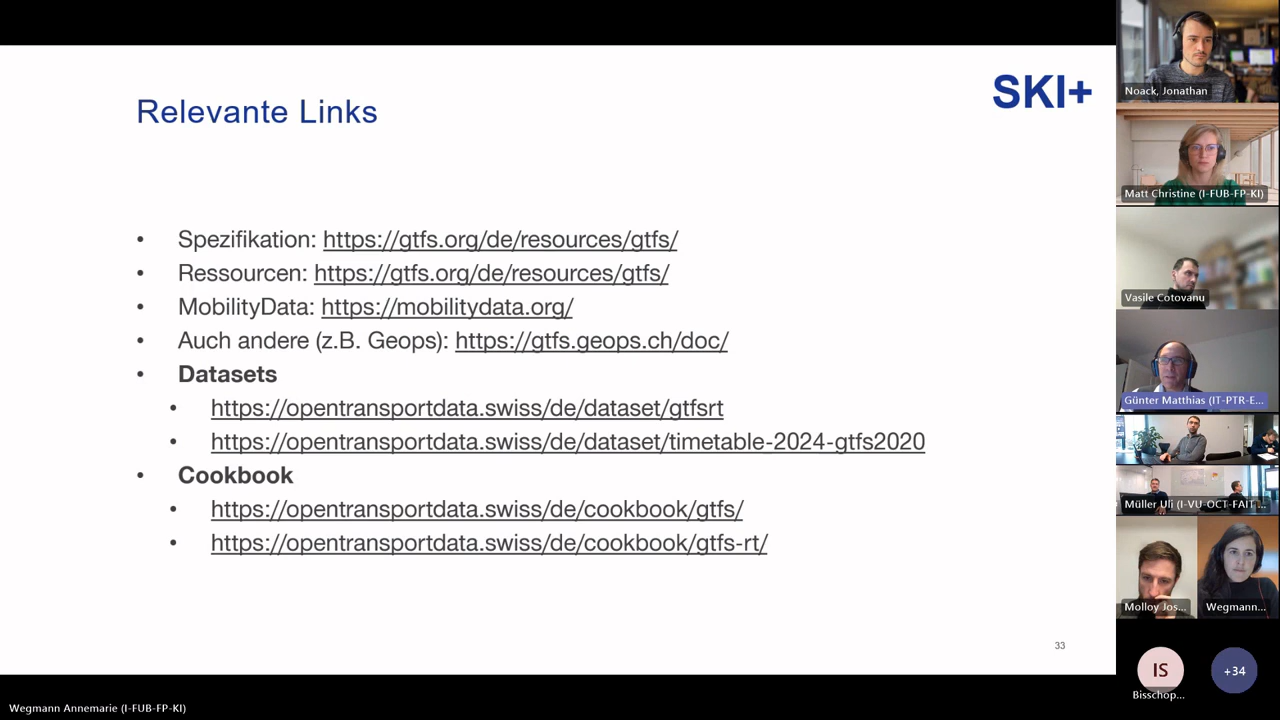 SKI+
Relevante Links
• Spezifikation: https://gtfs.org/de/resources/gtfs/
• Ressourcen: https://gtfs.org/de/resources/gtfs/
• MobilityData: https://mobilitydata.org/
• Auch andere (z.B. Geops): https://gtfs.geops.ch/doc/
• Datasets
• https://opentransportdata.swiss/de/dataset/gtfsrt
• https://opentransportdata.swiss/de/dataset/timetable-2024-gtfs2020
• Cookbook
• https://opentransportdata.swiss/de/cookbook/gtfs/
• https://opentransportdata.swiss/de/cookbook/gtfs-rt/
33
Wegmann Annemarie (I-FUB-FP-KI)
Noack, Jonathan
Matt Christine (I-FUB-FP-KI)
Vasile Cotovanu
Günter Matthias (IT-PTR-E...
Müller Uli (I-VU-OCT-FAIT ...
Molloy Jos...
Wegmann...
IS
Bisschop...
+34